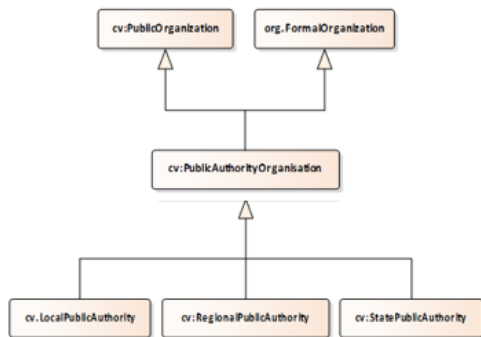 cv:PublicOrganization
org.FormalOrganization
cv:PublicAuthorityOrganisation
cv.LocalPublicAuthority
cv:RegionalPublicAuthority
cv:StatePublicAuthority